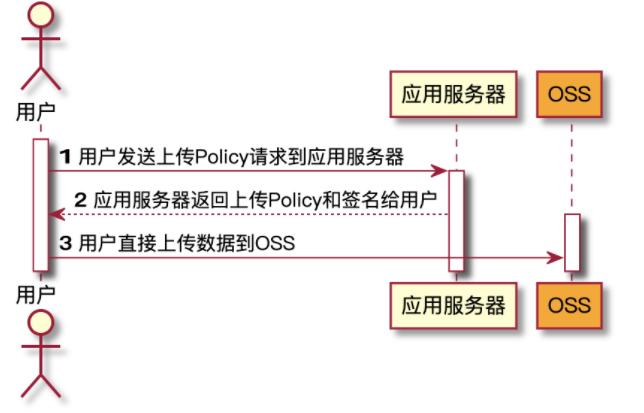 用户
应用服务器
OSS
1 用户发送上传Policy请求到应用服务器
2 应用服务器返回上传Policy和签名给用户
3 用户直接上传数据到OSS
用户
应用服务器
OSS